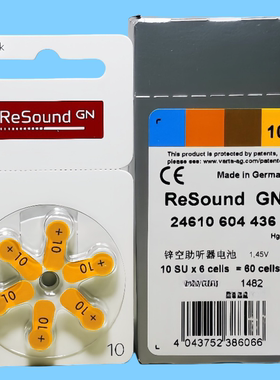 k
ReSound GN
+ 10
+ 10
+ 10
+ 10
+ 10
+ 10
10
10
This product is protected by patents,
see: http://www.varta-ag.com/patents
CE
Made in German
ReSound GN
24610 604 436
Hg
锌空助听器电池
1,45V
10 SU x 6 cells = 60 cells
1482
4 043752 386066